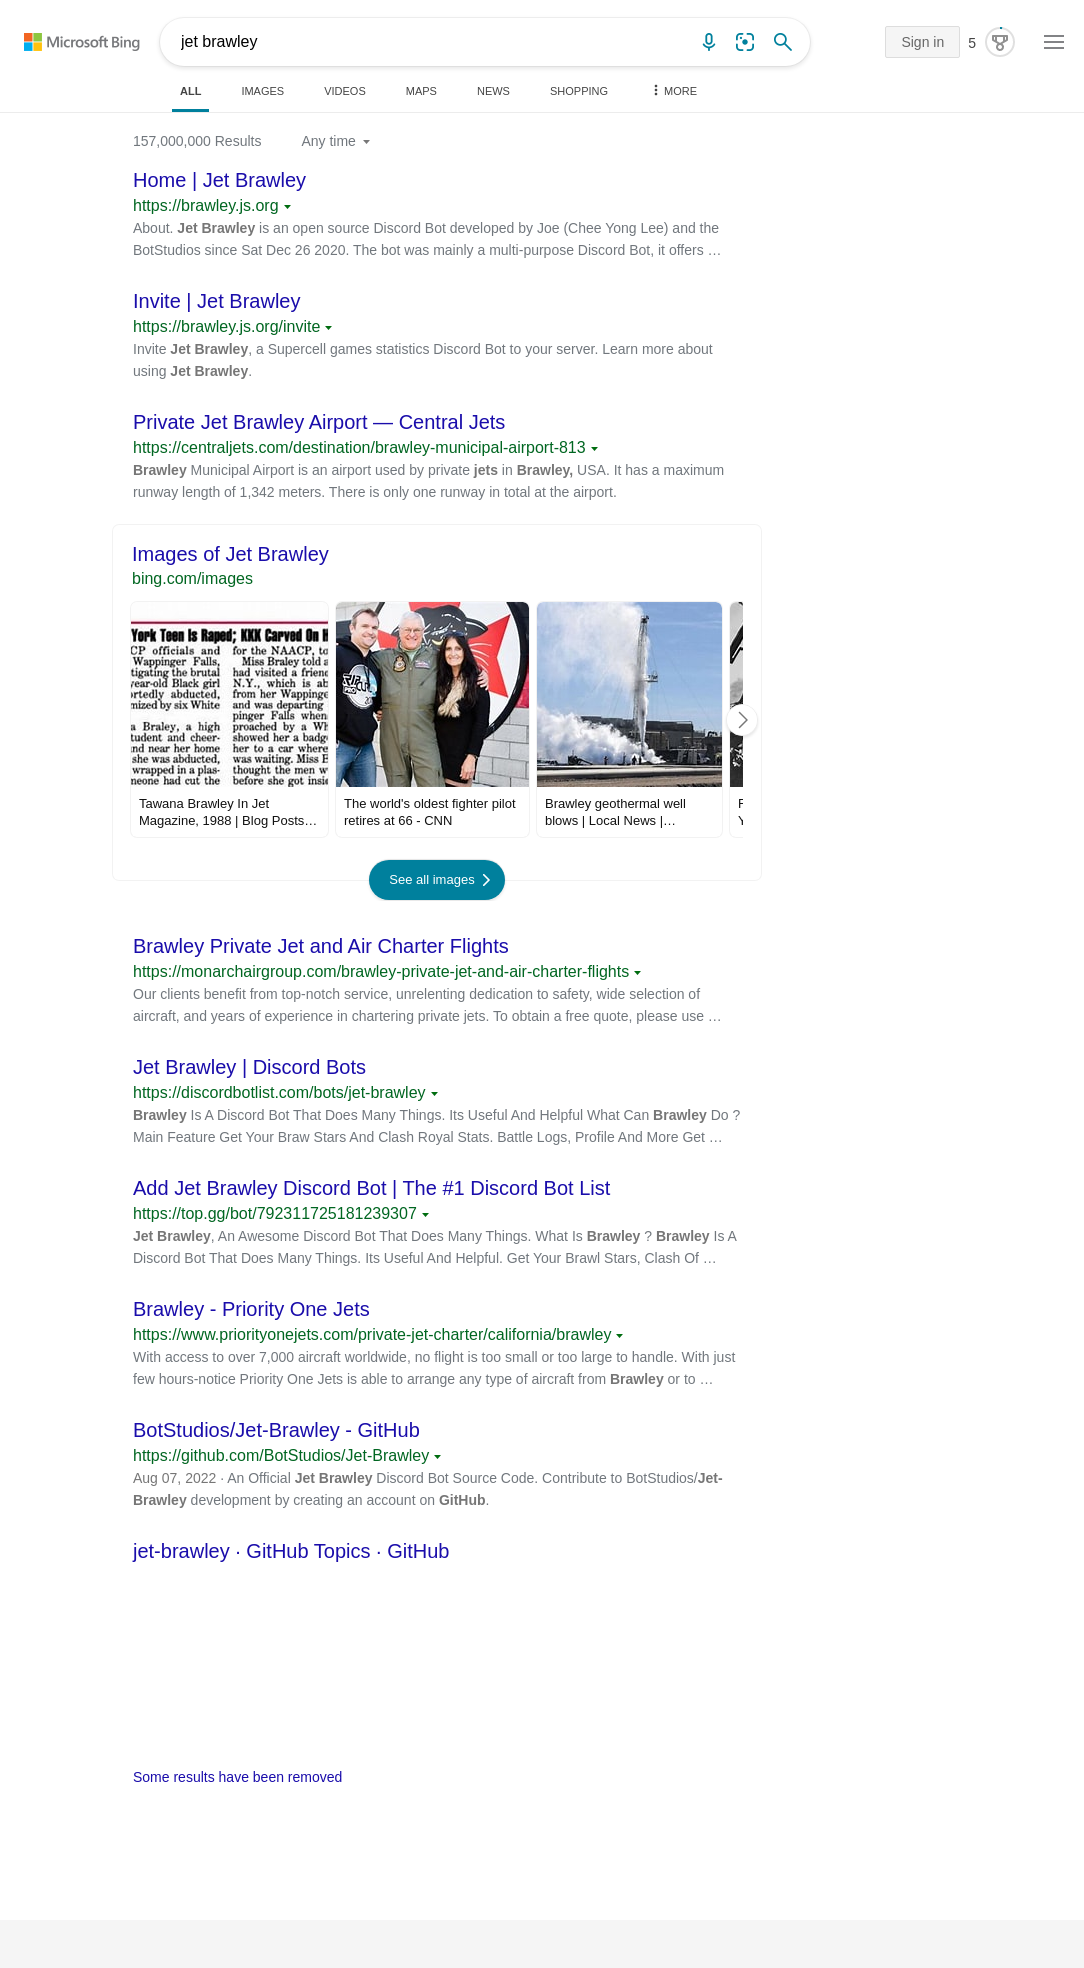 Microsoft Bing
jet brawley
Sign in
5
ALL
IMAGES
VIDEOS
MAPS
NEWS
SHOPPING
MORE
157,000,000 Results
Any time
Home | Jet Brawley
https://brawley.js.org
About. Jet Brawley is an open source Discord Bot developed by Joe (Chee Yong Lee) and the
BotStudios since Sat Dec 26 2020. The bot was mainly a multi-purpose Discord Bot, it offers …
Invite | Jet Brawley
https://brawley.js.org/invite
Invite Jet Brawley, a Supercell games statistics Discord Bot to your server. Learn more about
using Jet Brawley.
Private Jet Brawley Airport — Central Jets
https://centraljets.com/destination/brawley-municipal-airport-813
Brawley Municipal Airport is an airport used by private jets in Brawley, USA. It has a maximum
runway length of 1,342 meters. There is only one runway in total at the airport.
Images of Jet Brawley
bing.com/images
York Teen Is Raped; KKK Carved On H
CP officials and
Wappinger Falls,
tigating the brutal
year-old Black girl
ortedly abducted,
mized by six White
a Braley, a high
tudent and cheer-
nd near her home
she was abducted,
wrapped in a plas-
neone had cut the
for the NAACP, to
Miss Braley told a
had visited a friend
N.Y., which is ab
from her Wappinge
and was departing
pinger Falls when
proached by a Wh
showed her a badge
her to a car where
was waiting. Miss B
thought the men w
before she got insi
Tawana Brawley In Jet
Magazine, 1988 | Blog Posts…
The world's oldest fighter pilot
retires at 66 - CNN
Brawley geothermal well
blows | Local News |…
See all images
Brawley Private Jet and Air Charter Flights
https://monarchairgroup.com/brawley-private-jet-and-air-charter-flights
Our clients benefit from top-notch service, unrelenting dedication to safety, wide selection of
aircraft, and years of experience in chartering private jets. To obtain a free quote, please use …
Jet Brawley | Discord Bots
https://discordbotlist.com/bots/jet-brawley
Brawley Is A Discord Bot That Does Many Things. Its Useful And Helpful What Can Brawley Do ?
Main Feature Get Your Braw Stars And Clash Royal Stats. Battle Logs, Profile And More Get …
Add Jet Brawley Discord Bot | The #1 Discord Bot List
https://top.gg/bot/792311725181239307
Jet Brawley, An Awesome Discord Bot That Does Many Things. What Is Brawley ? Brawley Is A
Discord Bot That Does Many Things. Its Useful And Helpful. Get Your Brawl Stars, Clash Of …
Brawley - Priority One Jets
https://www.priorityonejets.com/private-jet-charter/california/brawley
With access to over 7,000 aircraft worldwide, no flight is too small or too large to handle. With just
few hours-notice Priority One Jets is able to arrange any type of aircraft from Brawley or to …
BotStudios/Jet-Brawley - GitHub
https://github.com/BotStudios/Jet-Brawley
Aug 07, 2022 · An Official Jet Brawley Discord Bot Source Code. Contribute to BotStudios/Jet-
Brawley development by creating an account on GitHub.
jet-brawley · GitHub Topics · GitHub
Some results have been removed